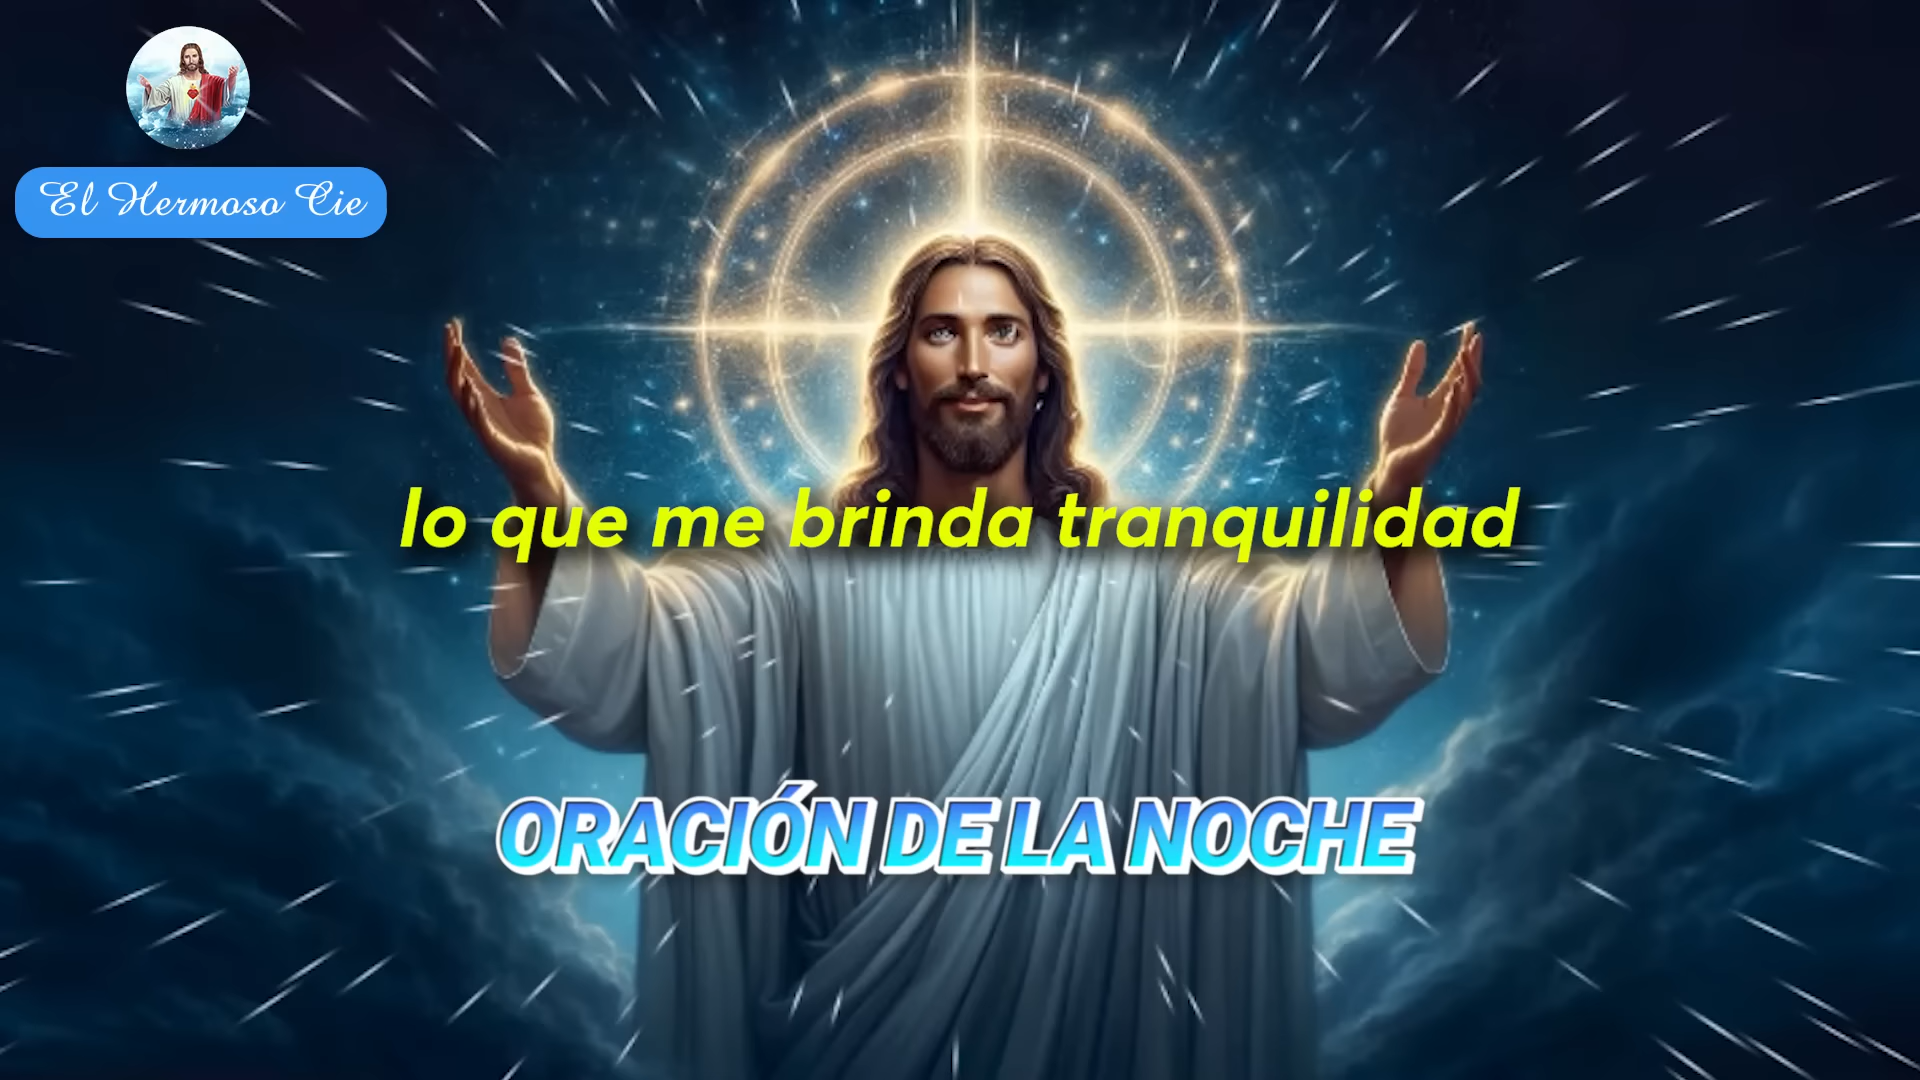 El Hermoso Cie
lo que me brinda tranquilidad
ORACIÓN DE LA NOCHE